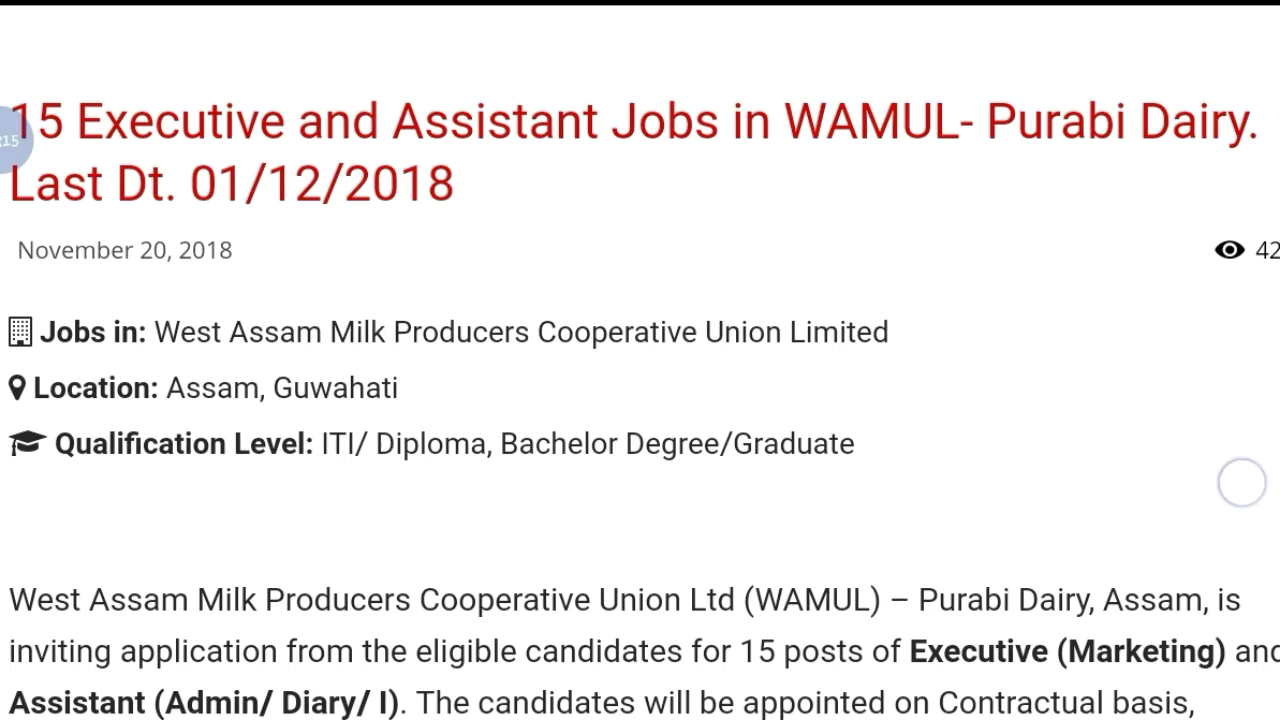 15 Executive and Assistant Jobs in WAMUL- Purabi Dairy.
:15
Last Dt. 01/12/2018
November 20, 2018
42
Jobs in: West Assam Milk Producers Cooperative Union Limited
Location: Assam, Guwahati
Qualification Level: ITI/ Diploma, Bachelor Degree/Graduate
West Assam Milk Producers Cooperative Union Ltd (WAMUL) – Purabi Dairy, Assam, is
inviting application from the eligible candidates for 15 posts of Executive (Marketing) and
Assistant (Admin/ Diary/ I). The candidates will be appointed on Contractual basis,